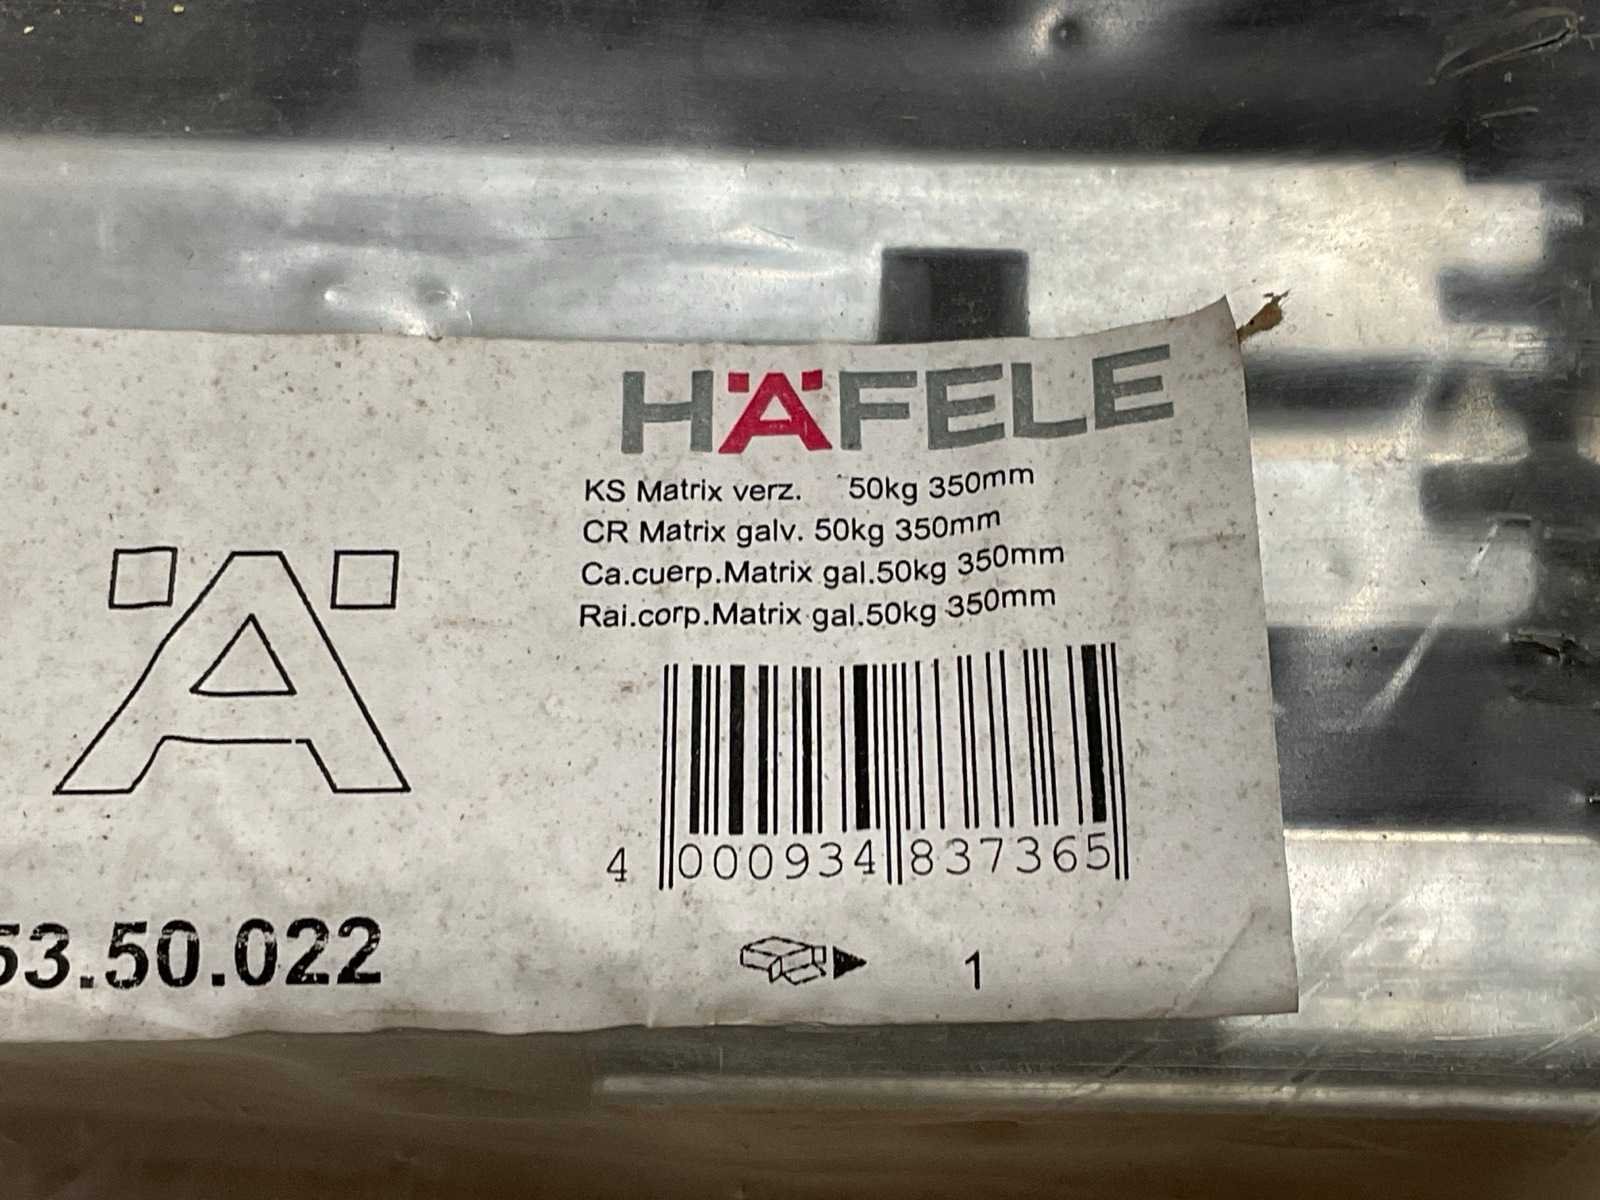 HÄFELE
KS Matrix verz. 50kg 350mm
CR Matrix galv. 50kg 350mm
Ca.cuerp.Matrix gal.50kg 350mm
Rai.corp.Matrix gal.50kg 350mm
Ä
4 000934 837365
53.50.022
1